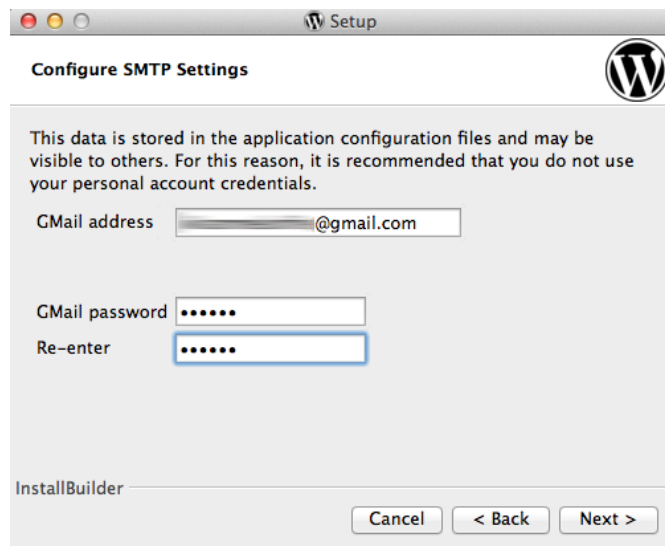 Setup
Configure SMTP Settings
This data is stored in the application configuration files and may be
visible to others. For this reason, it is recommended that you do not use
your personal account credentials.
GMail address @gmail.com
GMail password ••••••
Re-enter ••••••
InstallBuilder
Cancel < Back Next >